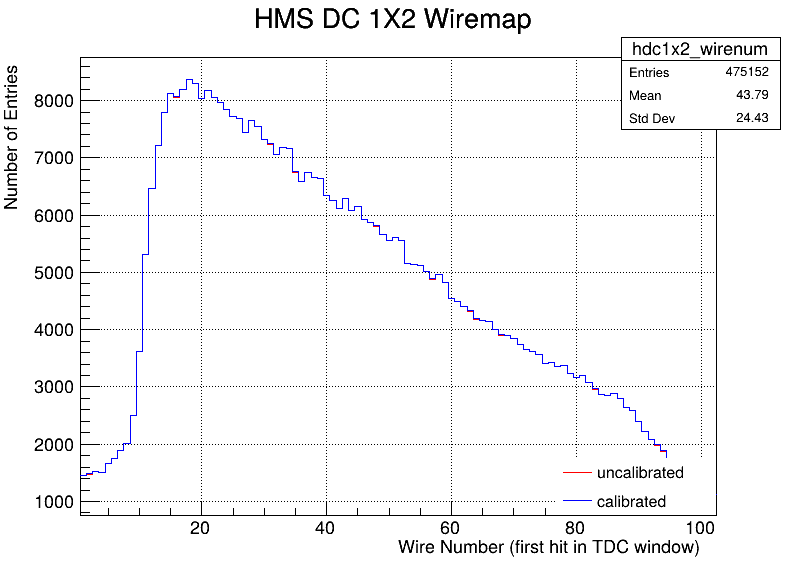 HMS DC 1X2 Wiremap
hdc1x2_wirenum
Entries 475152
Mean 43.79
Std Dev 24.43
Number of Entries
8000
7000
6000
5000
4000
3000
2000
1000
uncalibrated
calibrated
20 40 60 80 100
Wire Number (first hit in TDC window)